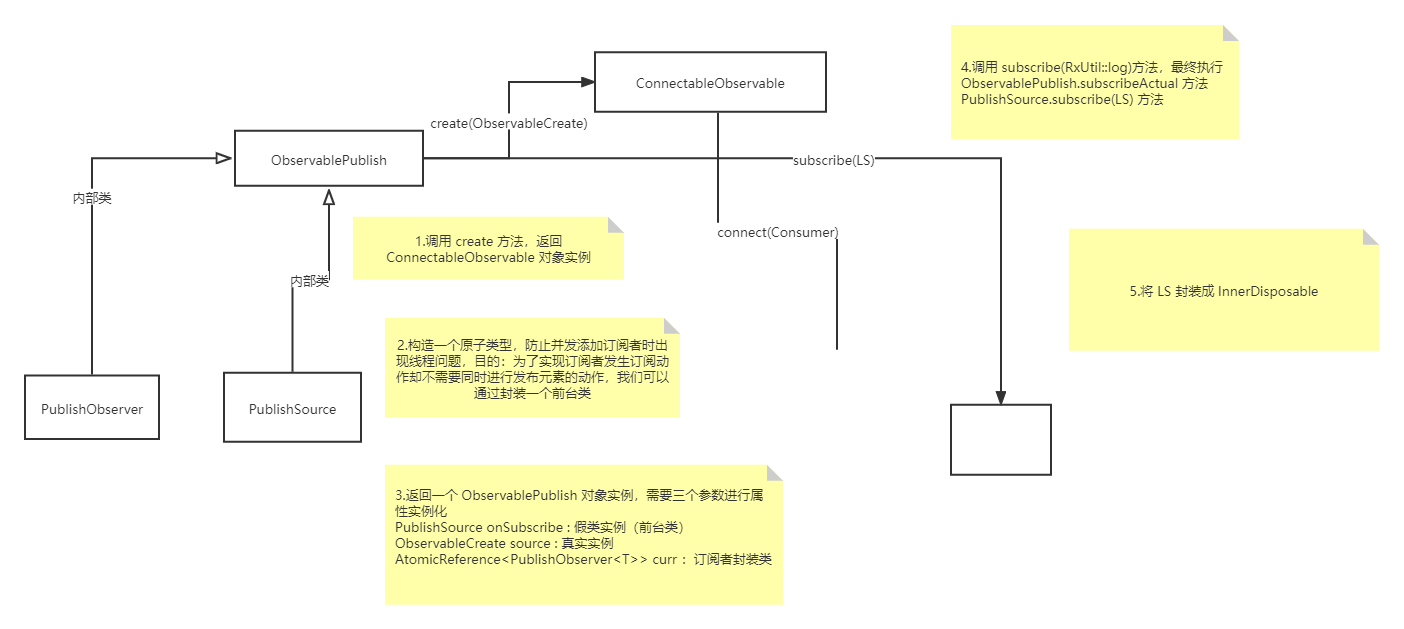 ConnectableObservable
create(ObservableCreate)
ObservablePublish
subscribe(LS)
内部类
connect(Consumer)
内部类
PublishObserver
PublishSource
1.调用 create 方法，返回
ConnectableObservable 对象实例
2.构造一个原子类型，防止并发添加订阅者时出
现线程问题，目的：为了实现订阅者发生订阅动
作却不需要同时进行发布元素的动作，我们可以
通过封装一个前台类
3.返回一个 ObservablePublish 对象实例，需要三个参数进行属
性实例化
PublishSource onSubscribe : 假类实例（前台类）
ObservableCreate source : 真实实例
AtomicReference<PublishObserver<T>> curr ：订阅者封装类
4.调用 subscribe(RxUtil::log)方法，最终执行
ObservablePublish.subscribeActual 方法
PublishSource.subscribe(LS) 方法
5.将 LS 封装成 InnerDisposable